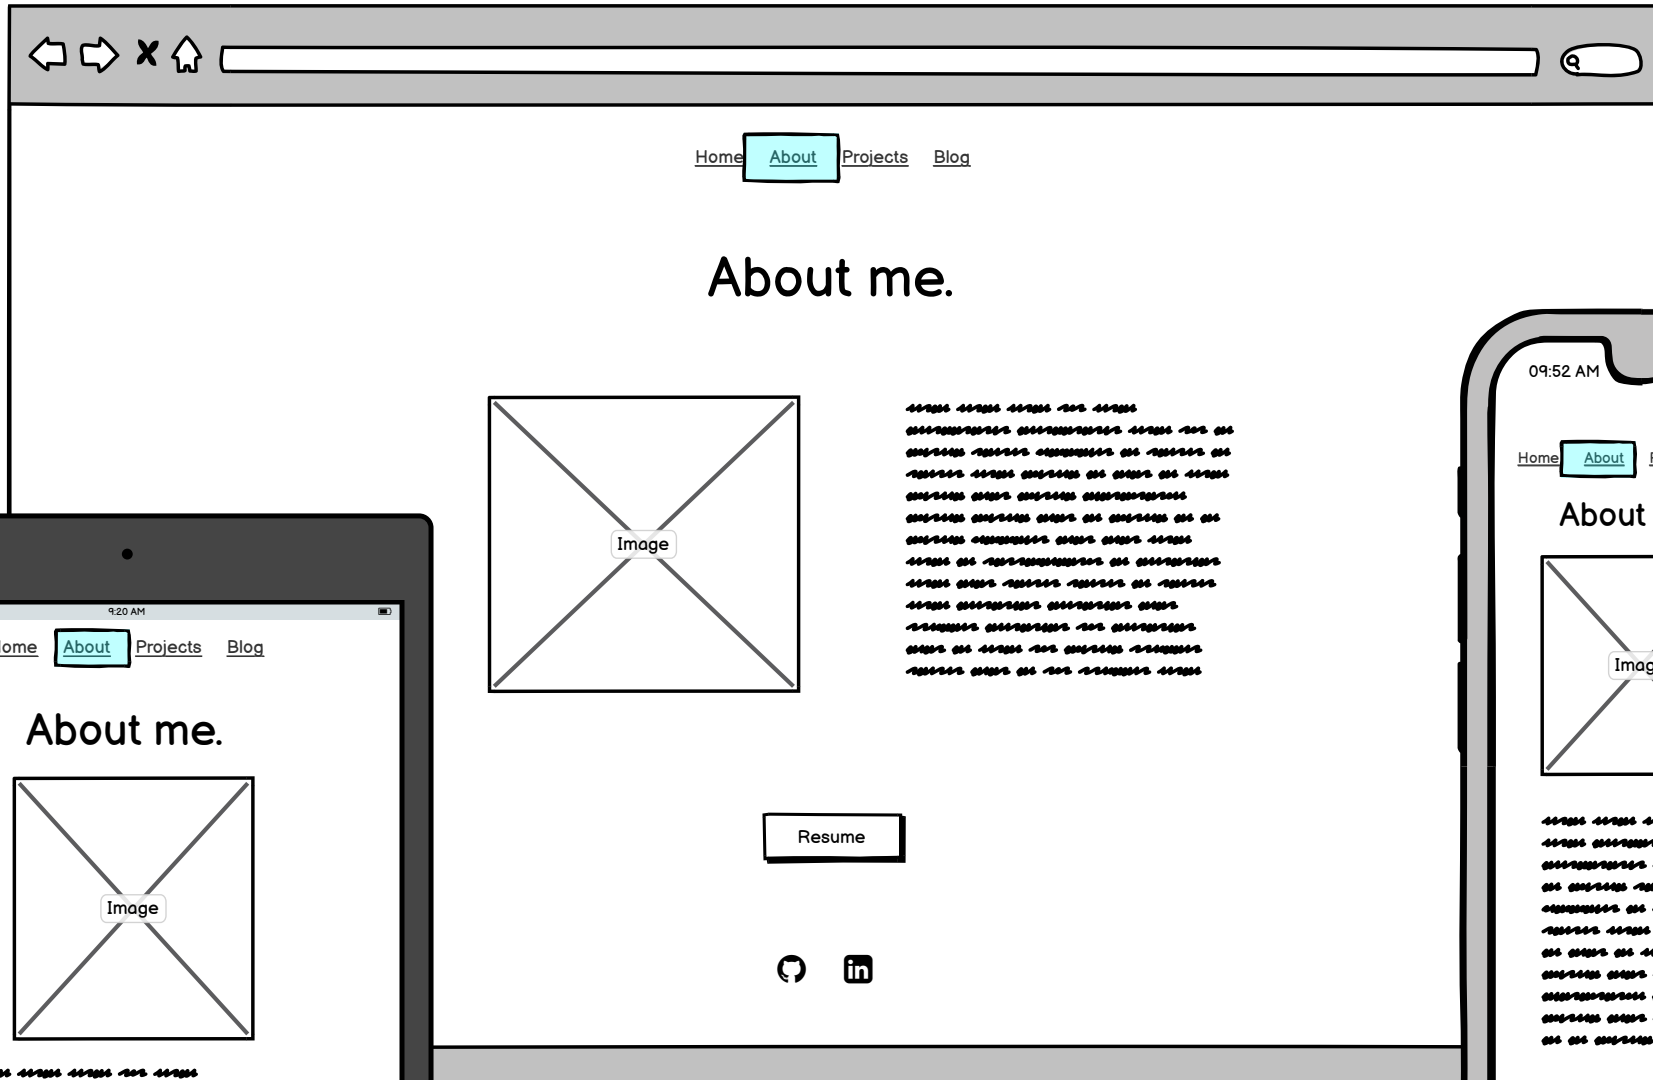 Home About Projects Blog
About me.
Image
Resume
in
9:20 AM
ome About Projects Blog
About me.
Image
09:52 AM
Home About
About
Imag